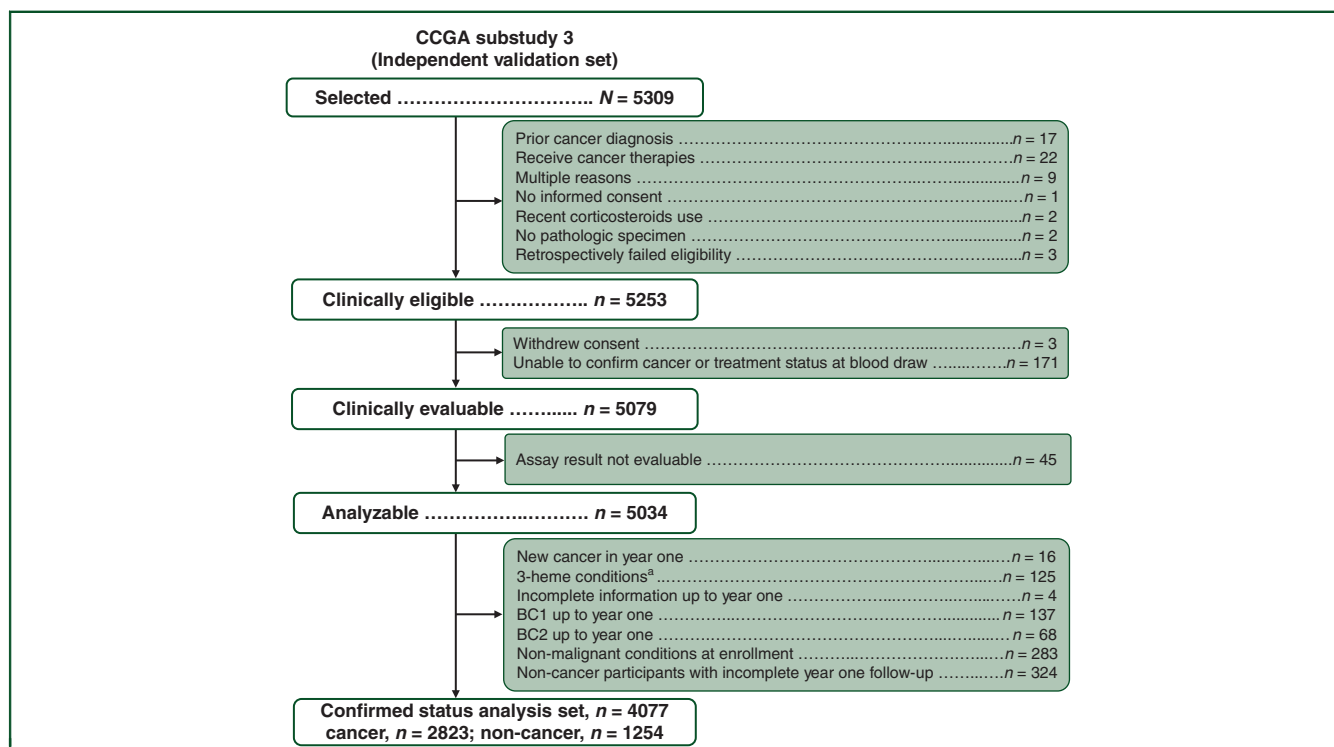 CCGA substudy 3
(Independent validation set)
Selected ………………………….. N = 5309
Prior cancer diagnosis ……………………………………..……..................n = 17
Receive cancer therapies ……………………………………..…...………n = 22
Multiple reasons ……………………………………………..…...............n = 9
No informed consent …………………………………………….....…n = 1
Recent corticosteroids use ……………………………………..............n = 2
No pathologic specimen ……………………………………..…...........n = 2
Retrospectively failed eligibility ……………………………….......n = 3
Clinically eligible …….……….. n = 5253
Withdrew consent ……………………………………..…...……………n = 3
Unable to confirm cancer or treatment status at blood draw …....…….n = 171
Clinically evaluable ……...... n = 5079
Assay result not evaluable ……………………………………...............n = 45
Analyzable ……………..………. n = 5034
New cancer in year one ……………………………………..…...….…n = 16
3-heme conditionsa ..……………………………………………...…n = 125
Incomplete information up to year one ……………………..…...……n = 4
BC1 up to year one ……………………………………………...........n = 137
BC2 up to year one ……………………………………………......….n = 68
Non-malignant conditions at enrollment ……………………..…...…n = 283
Non-cancer participants with incomplete year one follow-up ……...….n = 324
Confirmed status analysis set, n = 4077
cancer, n = 2823; non-cancer, n = 1254